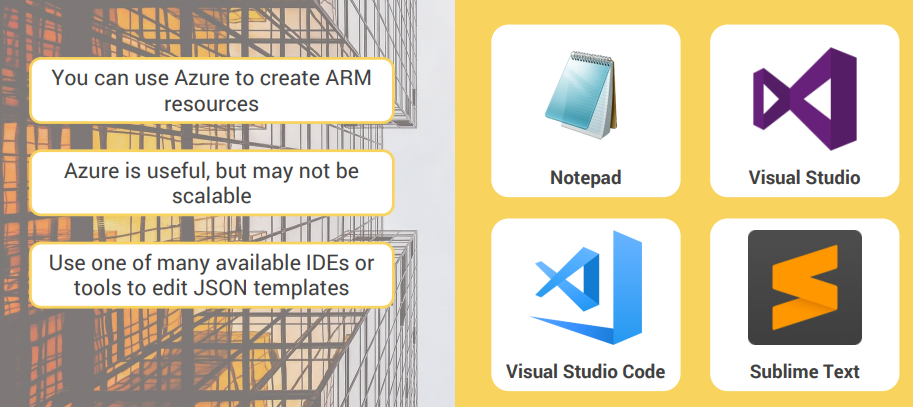 You can use Azure to create ARM
resources
Azure is useful, but may not be
scalable
Use one of many available IDEs or
tools to edit JSON templates
Notepad
Visual Studio
Visual Studio Code
Sublime Text